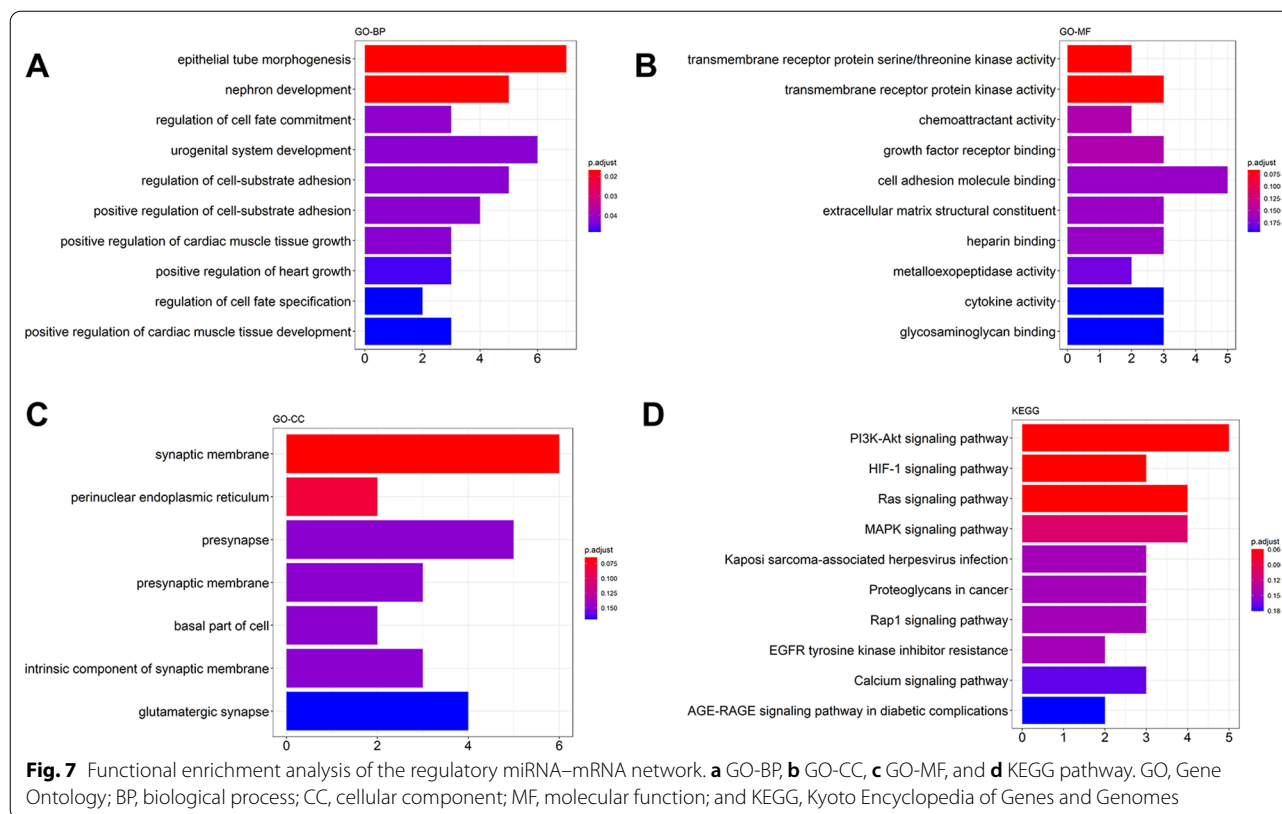 A
GO-BP
epithelial tube morphogenesis
nephron development
regulation of cell fate commitment
urogenital system development
regulation of cell-substrate adhesion
positive regulation of cell-substrate adhesion
positive regulation of cardiac muscle tissue growth
positive regulation of heart growth
regulation of cell fate specification
positive regulation of cardiac muscle tissue development
0 2 4 6
p.adjust
0.02
0.03
0.04
B
GO-MF
transmembrane receptor protein serine/threonine kinase activity
transmembrane receptor protein kinase activity
chemoattractant activity
growth factor receptor binding
cell adhesion molecule binding
extracellular matrix structural constituent
heparin binding
metalloexopeptidase activity
cytokine activity
glycosaminoglycan binding
0 1 2 3 4 5
p.adjust
0.075
0.100
0.125
0.150
0.175
C
GO-CC
synaptic membrane
perinuclear endoplasmic reticulum
presynapse
presynaptic membrane
basal part of cell
intrinsic component of synaptic membrane
glutamatergic synapse
0 2 4 6
p.adjust
0.075
0.100
0.125
0.150
D
KEGG
PI3K-Akt signaling pathway
HIF-1 signaling pathway
Ras signaling pathway
MAPK signaling pathway
Kaposi sarcoma-associated herpesvirus infection
Proteoglycans in cancer
Rap1 signaling pathway
EGFR tyrosine kinase inhibitor resistance
Calcium signaling pathway
AGE-RAGE signaling pathway in diabetic complications
0 1 2 3 4 5
p.adjust
0.06
0.09
0.12
0.15
0.18
Fig. 7 Functional enrichment analysis of the regulatory miRNA–mRNA network. a GO-BP, b GO-CC, c GO-MF, and d KEGG pathway. GO, Gene
Ontology; BP, biological process; CC, cellular component; MF, molecular function; and KEGG, Kyoto Encyclopedia of Genes and Genomes